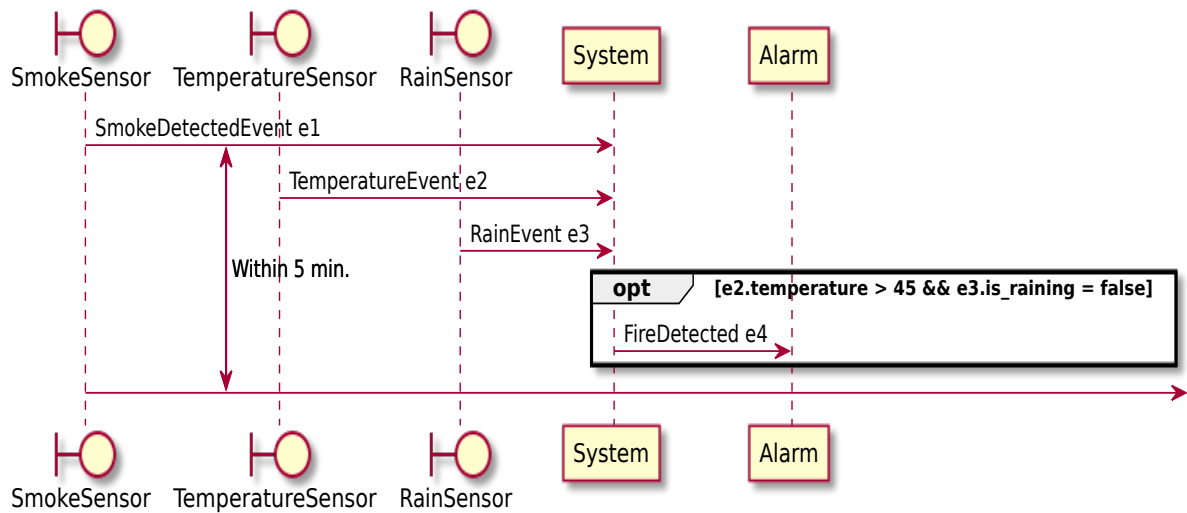 SmokeSensor TemperatureSensor RainSensor System Alarm
SmokeDetectedEvent e1
TemperatureEvent e2
RainEvent e3
Within 5 min.
opt [e2.temperature > 45 && e3.is_raining = false]
FireDetected e4
SmokeSensor TemperatureSensor RainSensor System Alarm